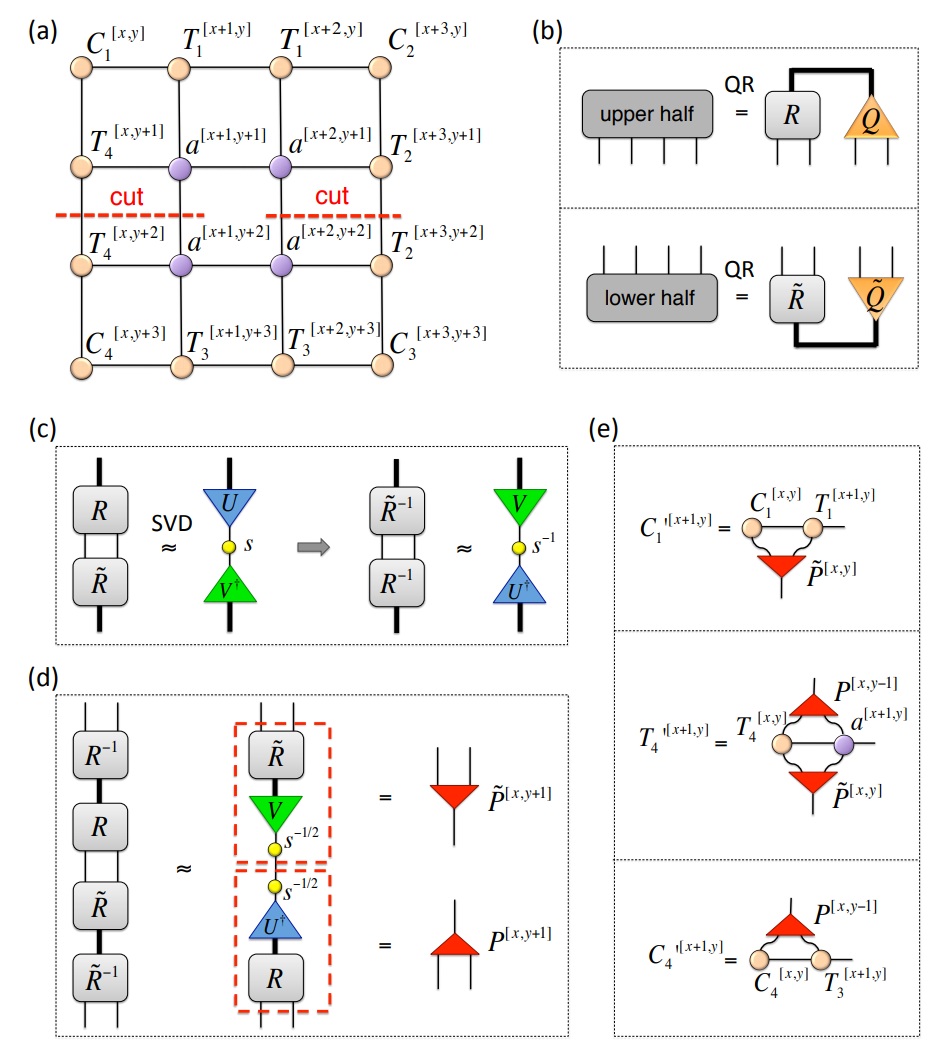 (a)
C₁^[x,y] T₁^[x+1,y] T₁^[x+2,y] C₂^[x+3,y]
T₄^[x,y+1] a^[x+1,y+1] a^[x+2,y+1] T₂^[x+3,y+1]
cut cut
T₄^[x,y+2] a^[x+1,y+2] a^[x+2,y+2] T₂^[x+3,y+2]
C₄^[x,y+3] T₃^[x+1,y+3] T₃^[x+2,y+3] C₃^[x+3,y+3]
(b)
upper half QR = R Q
lower half QR = R̃ Q̃
(c)
R SVD U R̃⁻¹ V
≈ s ≈ s⁻¹
R̃ V† R⁻¹ U†
(d)
R⁻¹ R̃
R V = P̃^[x,y+1]
s^−1/2
≈
s^−1/2
R̃ U† = P^[x,y+1]
R̃⁻¹ R
(e)
C₁'^[x+1,y] = C₁^[x,y] T₁^[x+1,y]
P̃^[x,y]
P^[x,y−1]
T₄'^[x+1,y] = T₄^[x,y] a^[x+1,y]
P̃^[x,y]
P^[x,y−1]
C₄'^[x+1,y] = C₄^[x,y] T₃^[x+1,y]